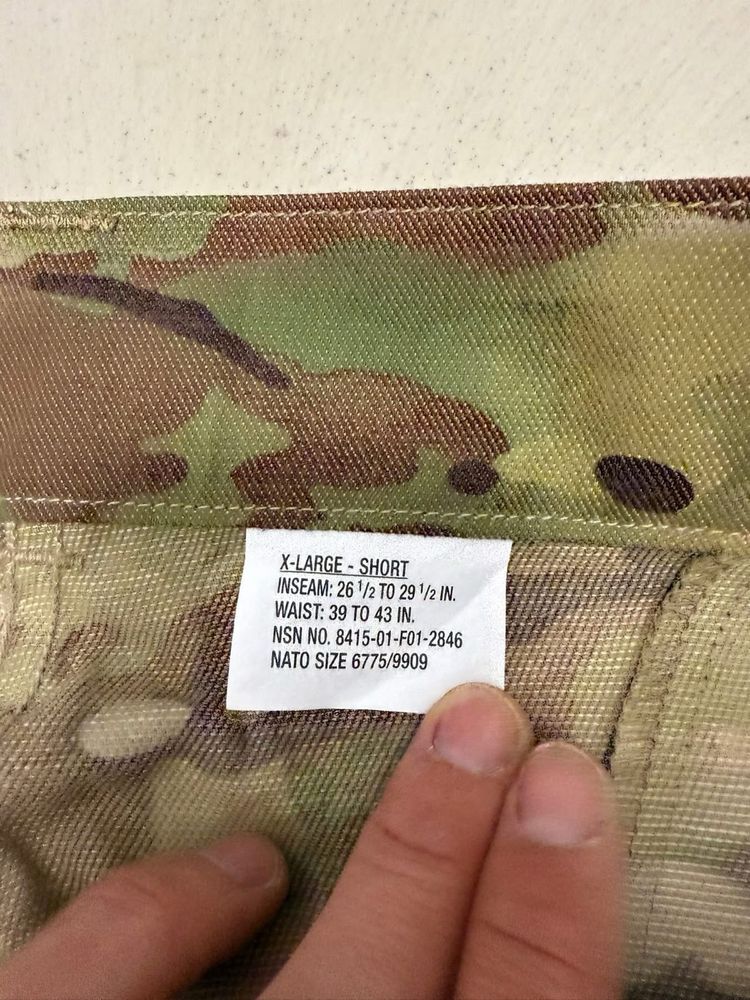 X-LARGE - SHORT
INSEAM: 26 1/2 TO 29 1/2 IN.
WAIST: 39 TO 43 IN.
NSN NO. 8415-01-F01-2846
NATO SIZE 6775/9909